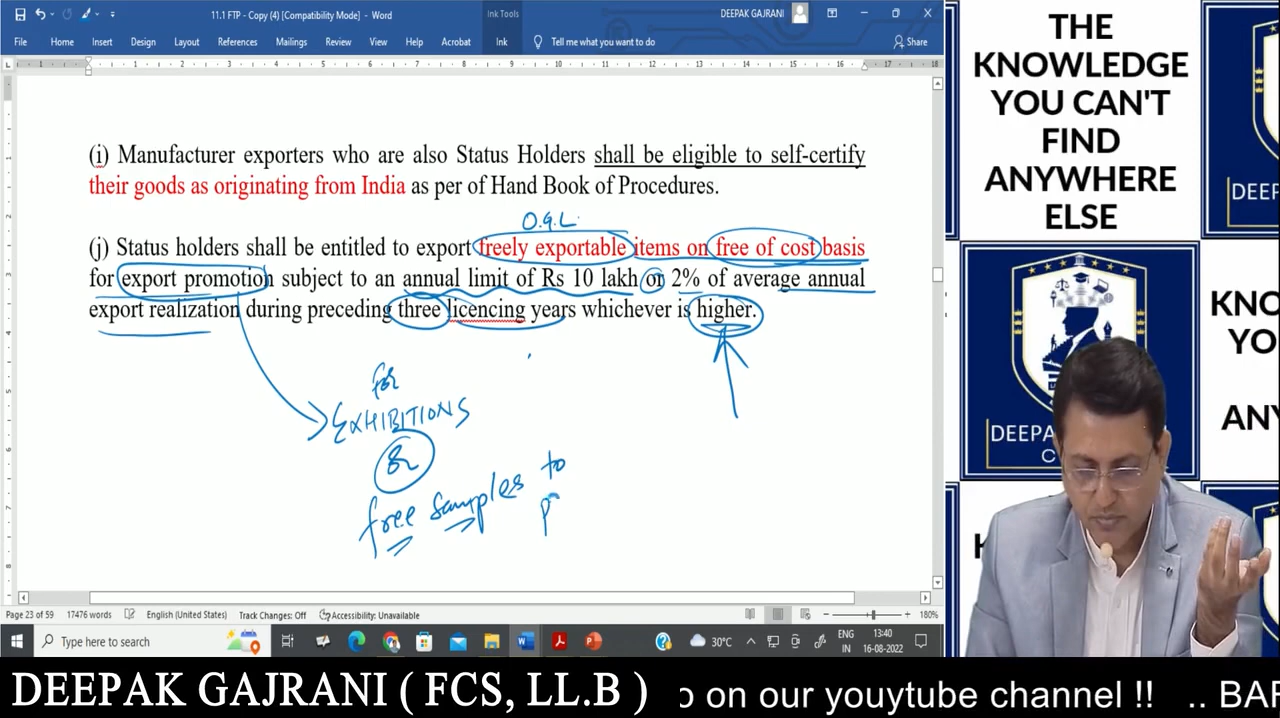 11.1 FTP - Copy (4) [Compatibility Mode] - Word
Ink Tools
DEEPAK GAJRANI
File Home Insert Design Layout References Mailings Review View Help Acrobat Ink Tell me what you want to do Share
(i) Manufacturer exporters who are also Status Holders shall be eligible to self-certify
their goods as originating from India as per of Hand Book of Procedures.
O.G.L
(j) Status holders shall be entitled to export freely exportable items on free of cost basis
for export promotion subject to an annual limit of Rs 10 lakh or 2% of average annual
export realization during preceding three licencing years whichever is higher.
for
EXHIBITIONS
or
free samples to
P
Page 23 of 59 17476 words English (United States) Track Changes: Off Accessibility: Unavailable 180%
Type here to search
30°C
ENG
IN
13:40
16-08-2022
THE
KNOWLEDGE
YOU CAN'T
FIND
ANYWHERE
ELSE
DEEPA
C
DEEP
KNO
YO
ANY
DEEPAK GAJRANI ( FCS, LL.B )
o on our youytube channel !! .. BAR